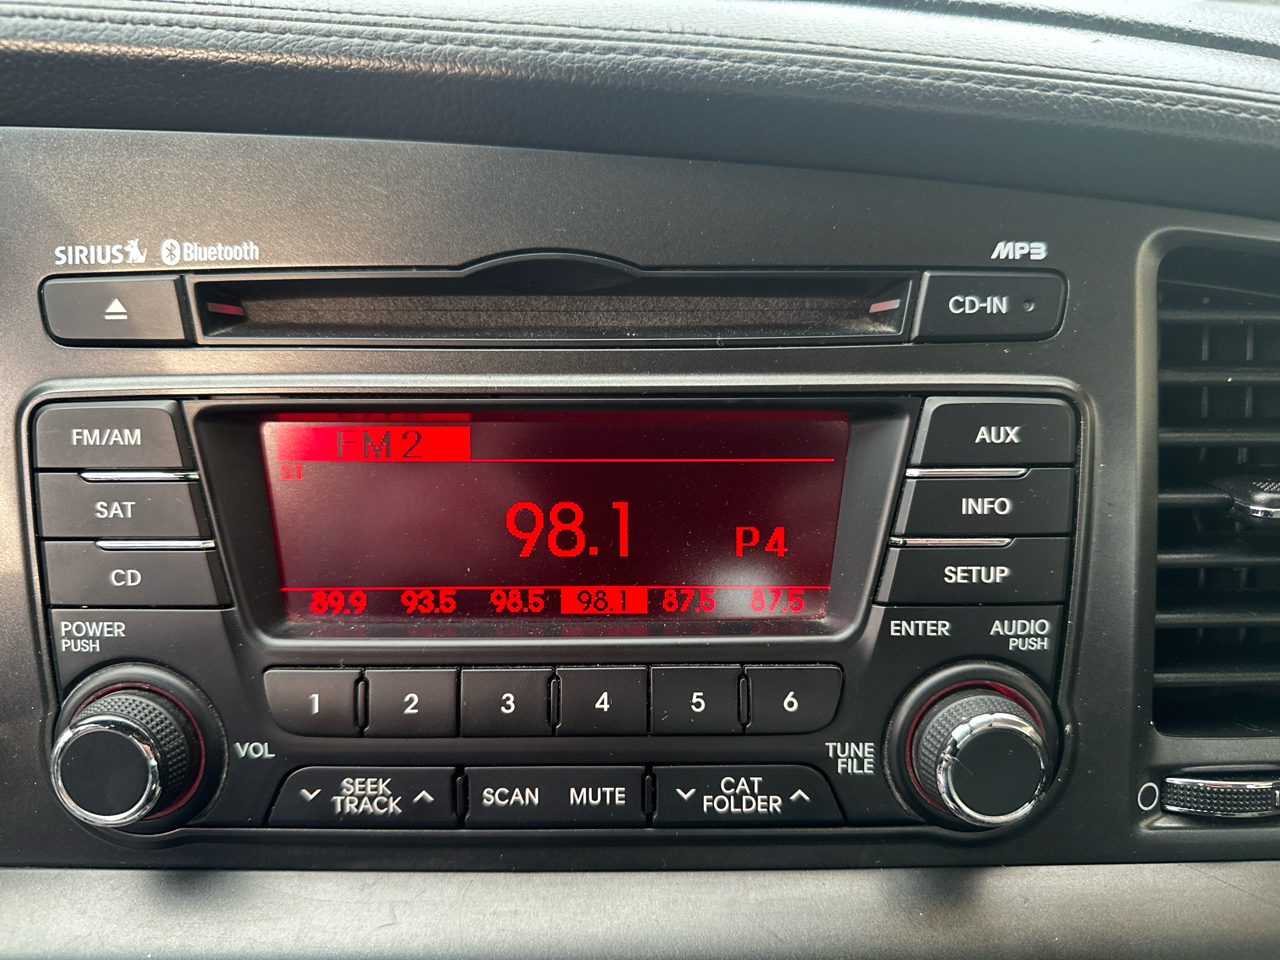 SIRIUS Bluetooth
MP3
CD-IN
FM/AM
SAT
CD
FM2
ST
98.1
P4
89.9 93.5 98.5 98.1 87.5 87.5
AUX
INFO
SETUP
POWER
PUSH
ENTER
AUDIO
PUSH
1 2 3 4 5 6
VOL
TUNE
FILE
SEEK
TRACK
SCAN MUTE
CAT
FOLDER